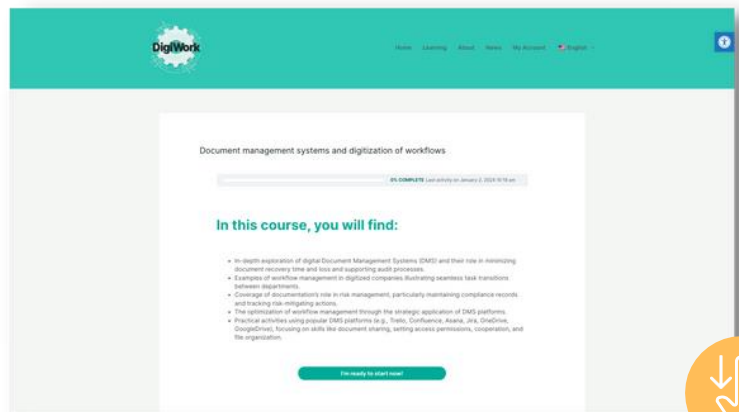 DigiWork
Home Learning About News My Account English
Document management systems and digitization of workflows
0% COMPLETE Last activity on January 2, 2024 10:18 am
In this course, you will find:
• In-depth exploration of digital Document Management Systems (DMS) and their role in minimizing
document recovery time and loss and supporting audit processes.
• Examples of workflow management in digitized companies illustrating seamless task transitions
between departments.
• Coverage of documentation's role in risk management, particularly maintaining compliance records
and tracking risk-mitigating actions.
• The optimization of workflow management through the strategic application of DMS platforms.
• Practical activities using popular DMS platforms (e.g., Trello, Confluence, Asana, Jira, OneDrive,
GoogleDrive), focusing on skills like document sharing, setting access permissions, cooperation, and
file organization.
I'm ready to start now!